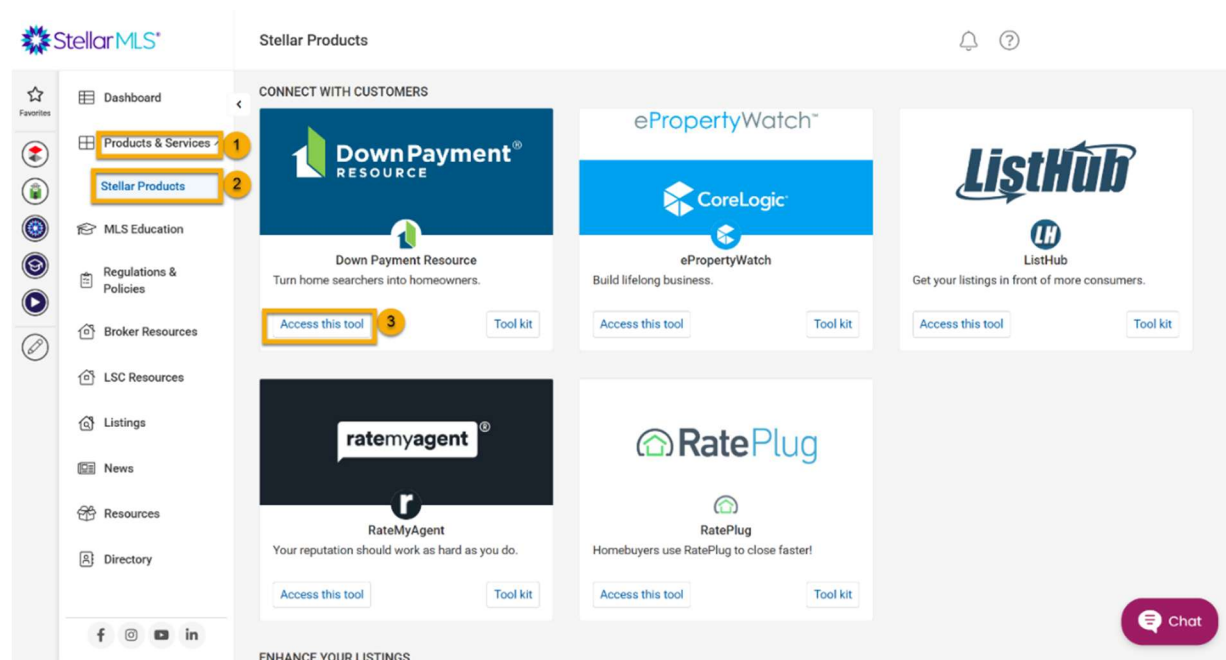 StellarMLS®
Stellar Products
Favorites
Dashboard
Products & Services
1
Stellar Products
2
MLS Education
Regulations &
Policies
Broker Resources
LSC Resources
Listings
News
Resources
Directory
CONNECT WITH CUSTOMERS
Down Payment®
RESOURCE
Down Payment Resource
Turn home searchers into homeowners.
Access this tool
3
Tool kit
ePropertyWatch™
CoreLogic®
ePropertyWatch
Build lifelong business.
Access this tool
Tool kit
ListHub
LH
ListHub
Get your listings in front of more consumers.
Access this tool
Tool kit
ratemyagent®
r
RateMyAgent
Your reputation should work as hard as you do.
Access this tool
Tool kit
RatePlug
RatePlug
Homebuyers use RatePlug to close faster!
Access this tool
Tool kit
ENHANCE YOUR LISTINGS
Chat